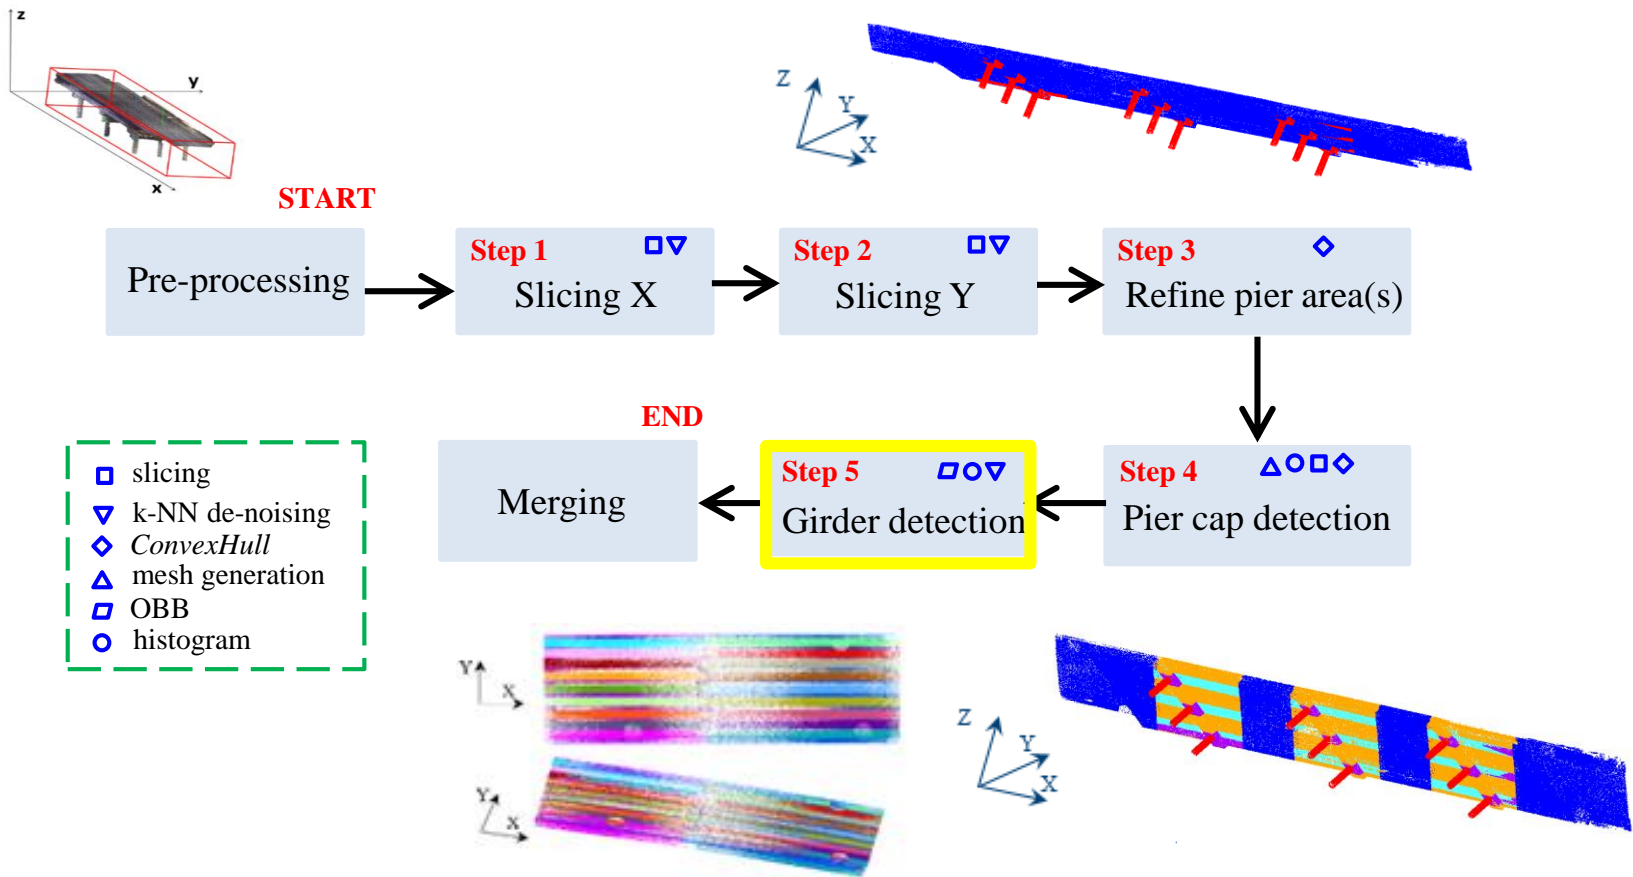 z
y
x
Z
Y
X
START
Pre-processing
Step 1
Slicing X
Step 2
Slicing Y
Step 3
Refine pier area(s)
END
Merging
Step 5
Girder detection
Step 4
Pier cap detection
slicing
k-NN de-noising
ConvexHull
mesh generation
OBB
histogram
Y
X
Y
X
Z
Y
X